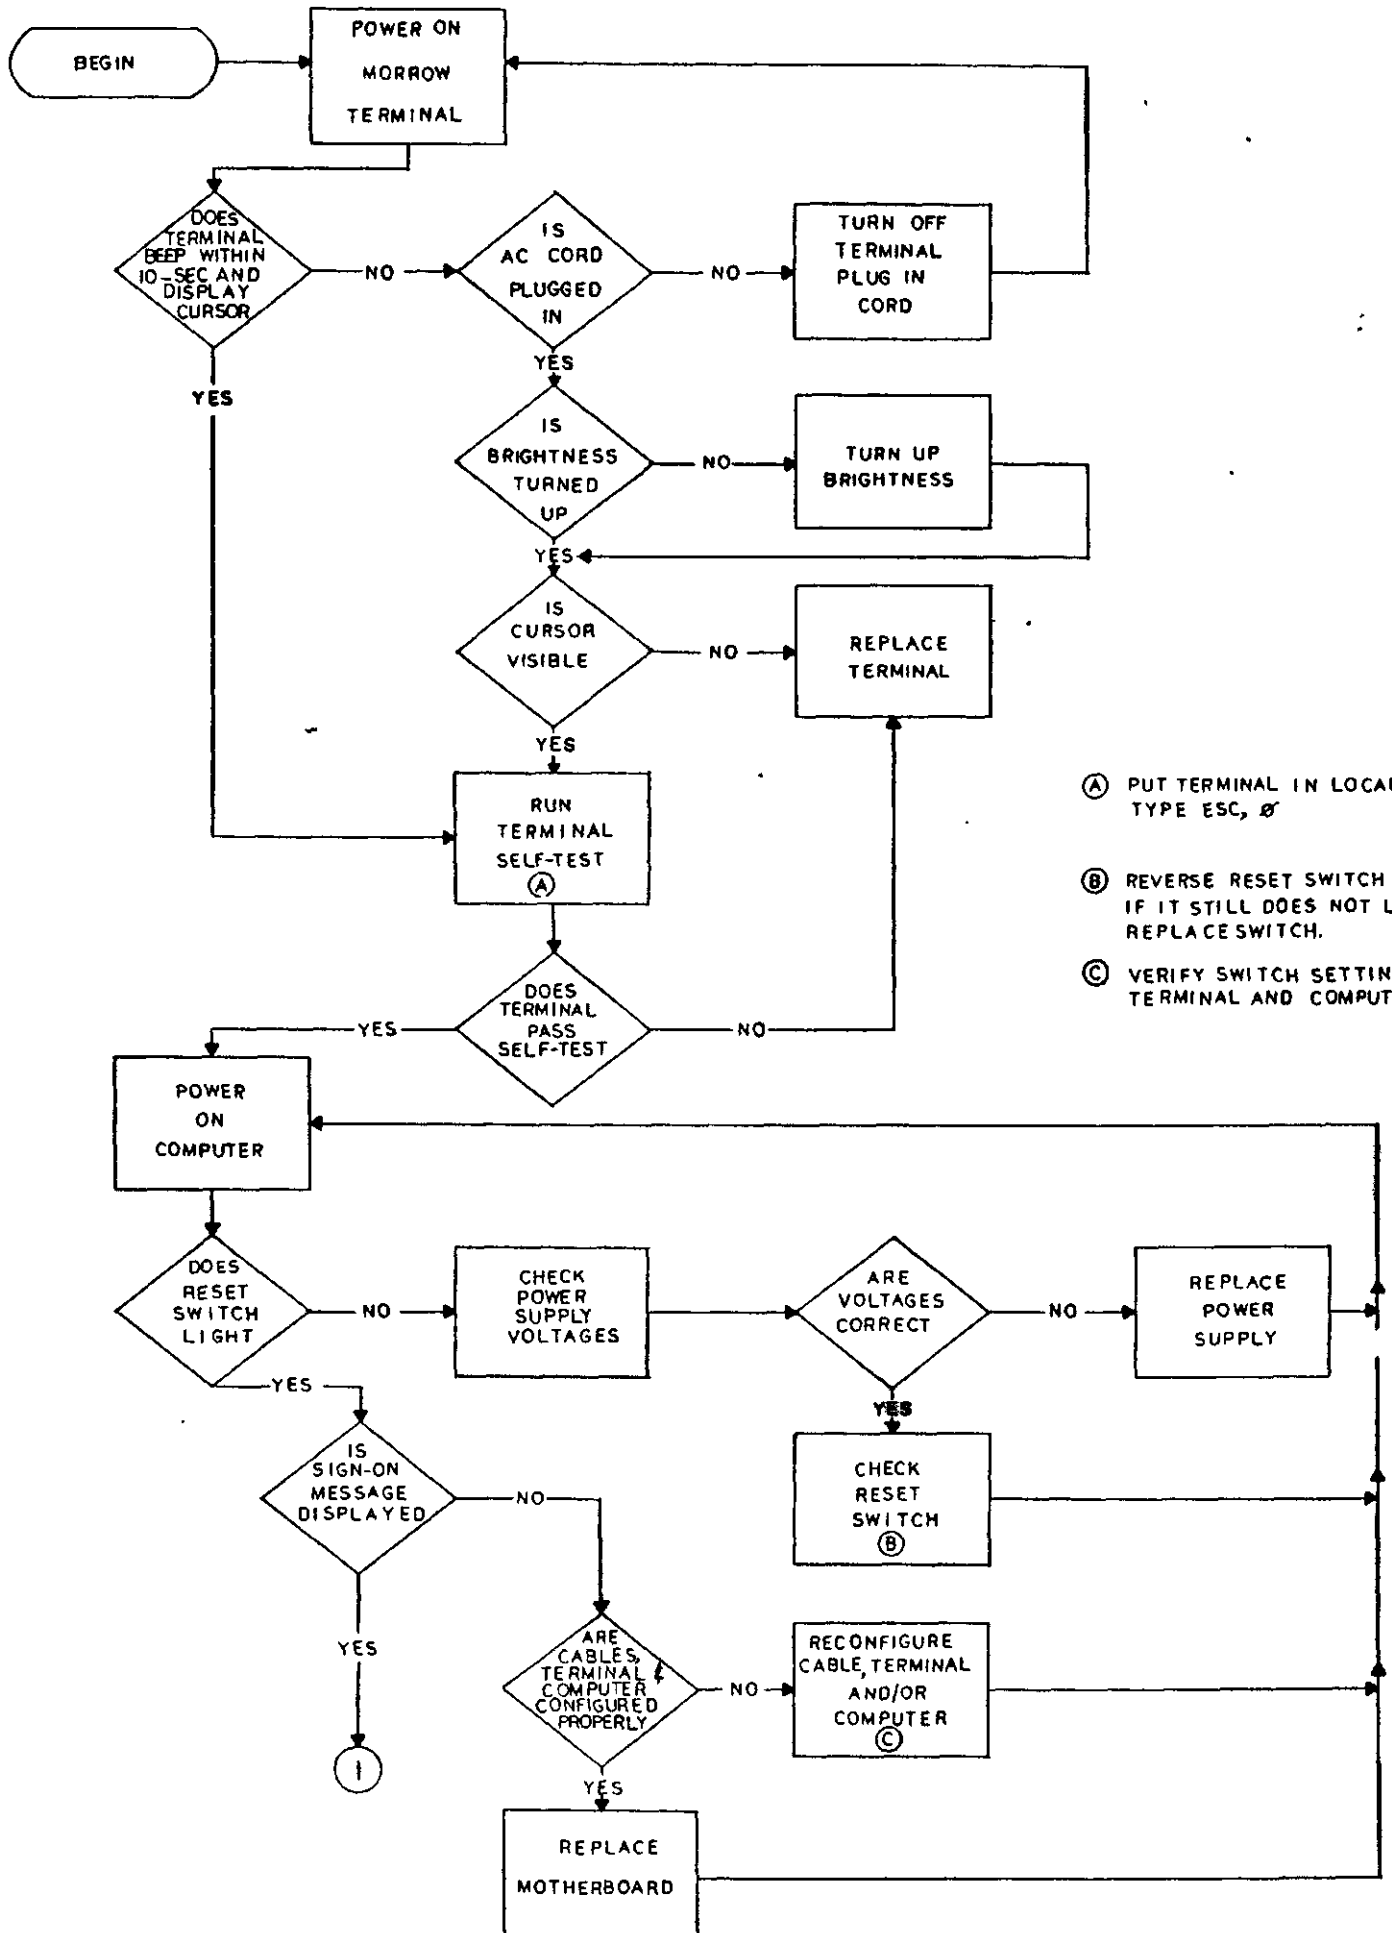 BEGIN
POWER ON
MORROW
TERMINAL
DOES
TERMINAL
BEEP WITHIN
10-SEC AND
DISPLAY
CURSOR
NO
IS
AC CORD
PLUGGED
IN
NO
TURN OFF
TERMINAL
PLUG IN
CORD
YES
YES
IS
BRIGHTNESS
TURNED
UP
NO
TURN UP
BRIGHTNESS
YES
IS
CURSOR
VISIBLE
NO
REPLACE
TERMINAL
YES
RUN
TERMINAL
SELF-TEST
A
A PUT TERMINAL IN LOCAL
TYPE ESC, Ø
B REVERSE RESET SWITCH
IF IT STILL DOES NOT L
REPLACE SWITCH.
C VERIFY SWITCH SETTIN
TERMINAL AND COMPUT
DOES
TERMINAL
PASS
SELF-TEST
YES
NO
POWER
ON
COMPUTER
DOES
RESET
SWITCH
LIGHT
NO
CHECK
POWER
SUPPLY
VOLTAGES
ARE
VOLTAGES
CORRECT
NO
REPLACE
POWER
SUPPLY
YES
YES
IS
SIGN-ON
MESSAGE
DISPLAYED
NO
CHECK
RESET
SWITCH
B
YES
ARE
CABLES,
TERMINAL &
COMPUTER
CONFIGURED
PROPERLY
NO
RECONFIGURE
CABLE, TERMINAL
AND/OR
COMPUTER
C
1
YES
REPLACE
MOTHERBOARD